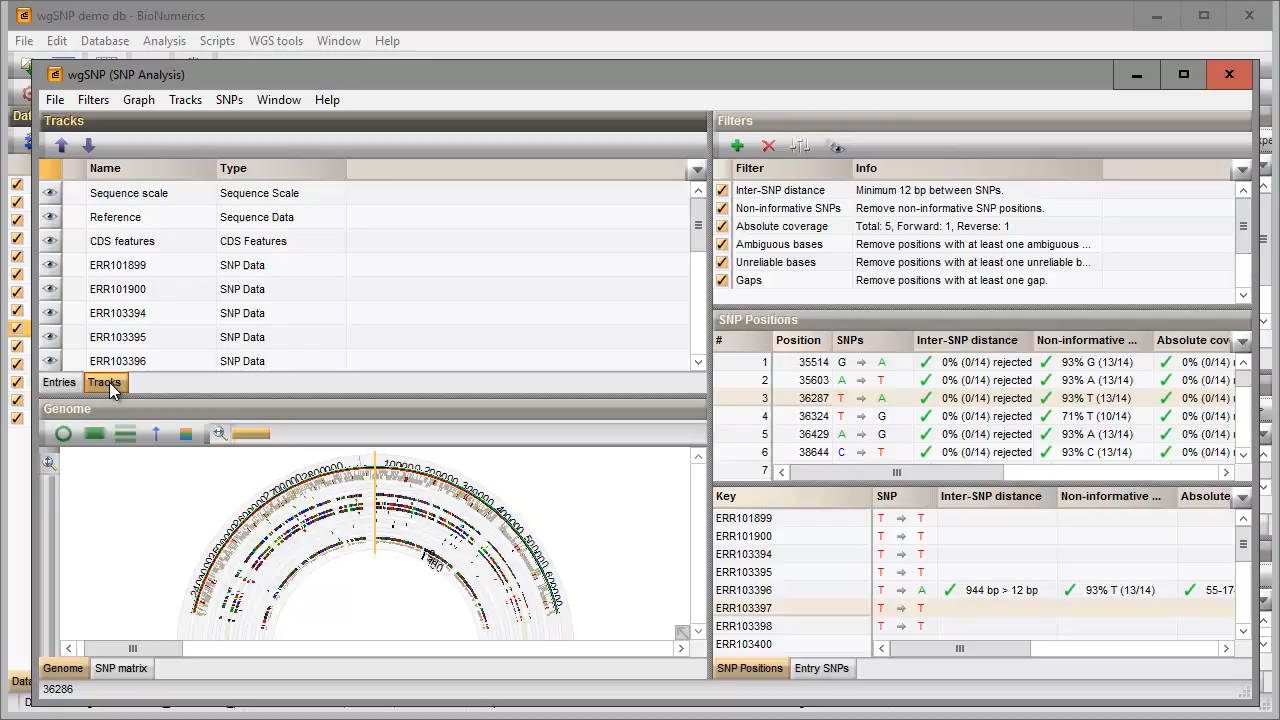 wgSNP demo db - BioNumerics
File Edit Database Analysis Scripts WGS tools Window Help
wgSNP (SNP Analysis)
File Filters Graph Tracks SNPs Window Help
Tracks
Name Type
Sequence scale Sequence Scale
Reference Sequence Data
CDS features CDS Features
ERR101899 SNP Data
ERR101900 SNP Data
ERR103394 SNP Data
ERR103395 SNP Data
ERR103396 SNP Data
Entries Tracks
Genome
Genome SNP matrix
36286
Filters
Filter Info
Inter-SNP distance Minimum 12 bp between SNPs.
Non-informative SNPs Remove non-informative SNP positions.
Absolute coverage Total: 5, Forward: 1, Reverse: 1
Ambiguous bases Remove positions with at least one ambiguous ...
Unreliable bases Remove positions with at least one unreliable b...
Gaps Remove positions with at least one gap.
SNP Positions
# Position SNPs Inter-SNP distance Non-informative ... Absolute cov
1 35514 G A 0% (0/14) rejected 93% G (13/14) 0% (0/14)
2 35603 A T 0% (0/14) rejected 93% A (13/14) 0% (0/14)
3 36287 T A 0% (0/14) rejected 93% T (13/14) 0% (0/14)
4 36324 T G 0% (0/14) rejected 71% T (10/14) 0% (0/14)
5 36429 A G 0% (0/14) rejected 93% A (13/14) 0% (0/14)
6 38644 C T 0% (0/14) rejected 93% C (13/14) 0% (0/14)
7
Key SNP Inter-SNP distance Non-informative ... Absolute
ERR101899 T T
ERR101900 T T
ERR103394 T T
ERR103395 T T
ERR103396 T A 944 bp > 12 bp 93% T (13/14) 55-17
ERR103397 T T
ERR103398 T T
ERR103400
SNP Positions Entry SNPs